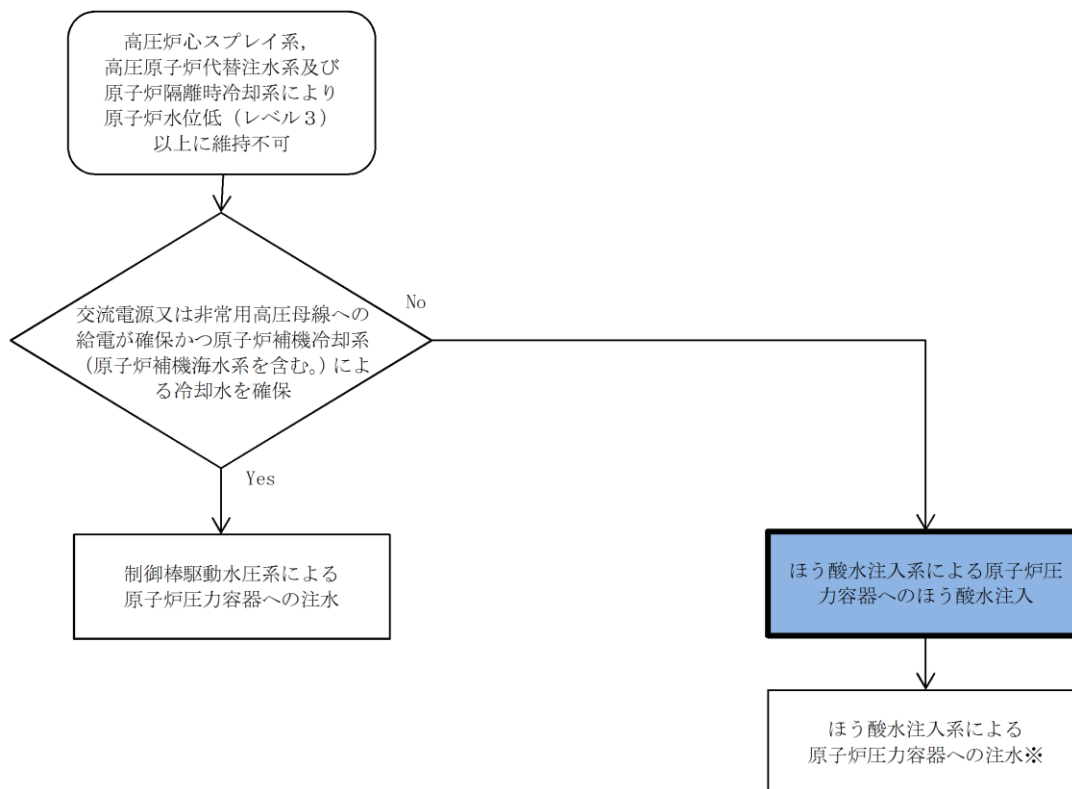 高圧炉心スプレイ系，
高圧原子炉代替注水系及び
原子炉隔離時冷却系により
原子炉水位低（レベル３）
以上に維持不可
交流電源又は非常用高圧母線への
給電が確保かつ原子炉補機冷却系
（原子炉補機海水系を含む。）によ
る冷却水を確保
No
Yes
制御棒駆動水圧系による
原子炉圧力容器への注水
ほう酸水注入系による原子炉圧
力容器へのほう酸水注入
ほう酸水注入系による
原子炉圧力容器への注水※